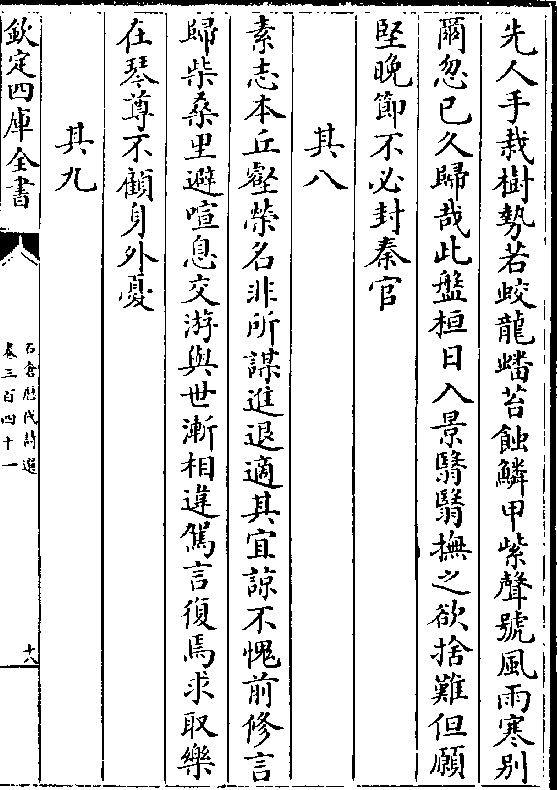 先人手栽樹勢若蛟龍蟠苔蝕鱗甲紫聲號風雨寒别
爾忽已久歸哉此盤桓日入景翳翳撫之欲捨難但願
堅晚節不必封秦官
其八
素志本丘壑榮名非所謀進退適其宜諒不愧前修言
歸柴桑里避喧息交游與世漸相違駕言復焉求取樂
在琴尊不顧身外憂
其九
欽定四庫全書
石倉歷代詩選
卷三百四十一
十八